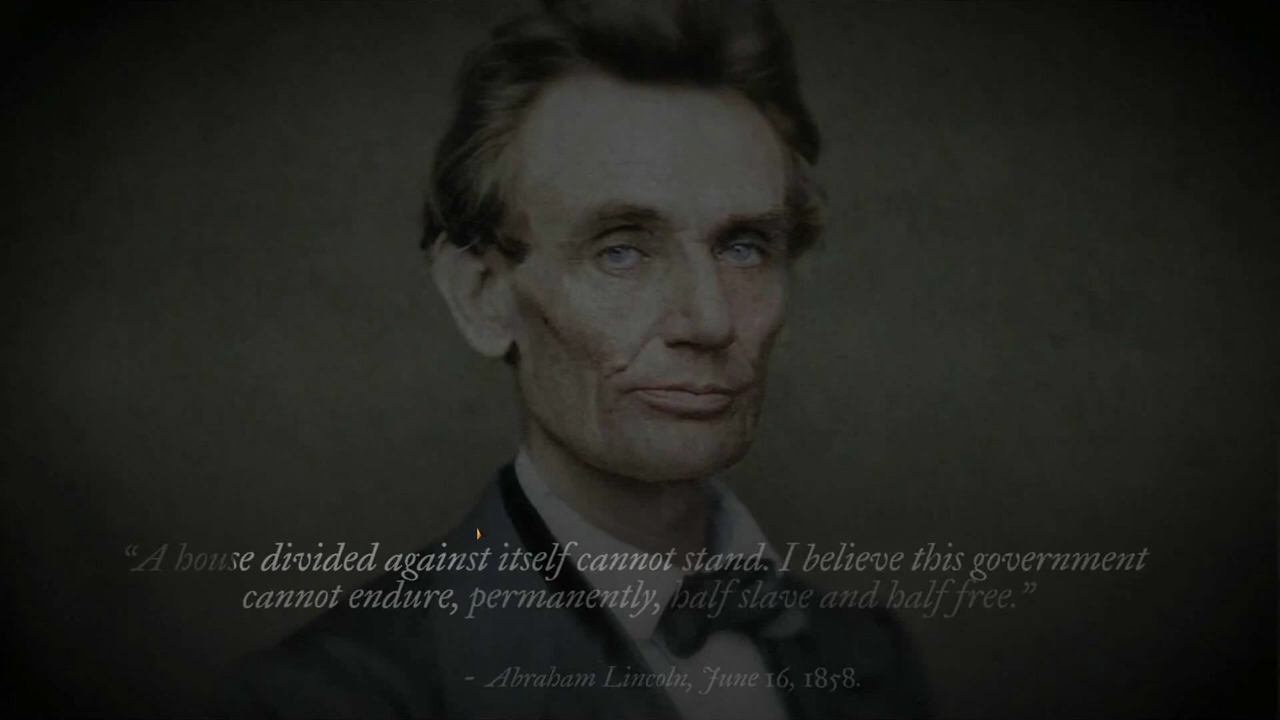 “A house divided against itself cannot stand. I believe this government
cannot endure, permanently, half slave and half free.”
- Abraham Lincoln, June 16, 1858.